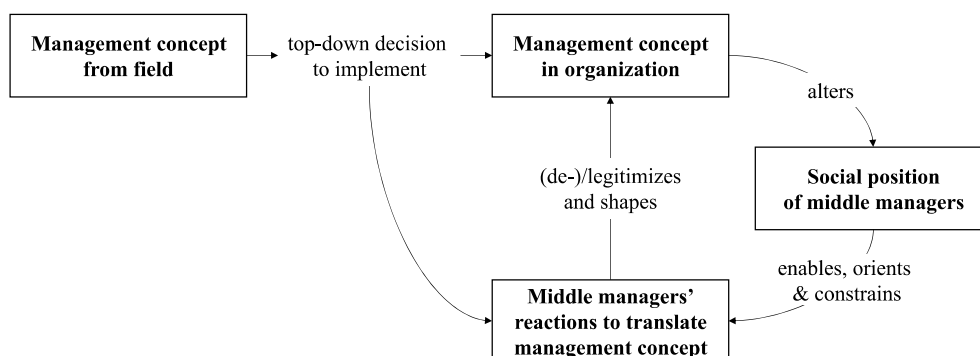 Management concept
from field
top-down decision
to implement
Management concept
in organization
alters
(de-)/legitimizes
and shapes
Social position
of middle managers
enables, orients
& constrains
Middle managers’
reactions to translate
management concept